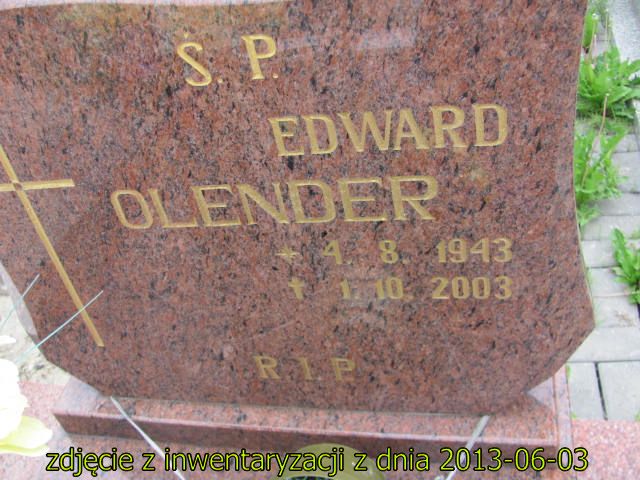 Ś. P.
EDWARD
OLENDER
+ 4. 8. 1943
† 1. 10. 2003
R. I. P
zdjęcie z inwentaryzacji z dnia 2013-06-03